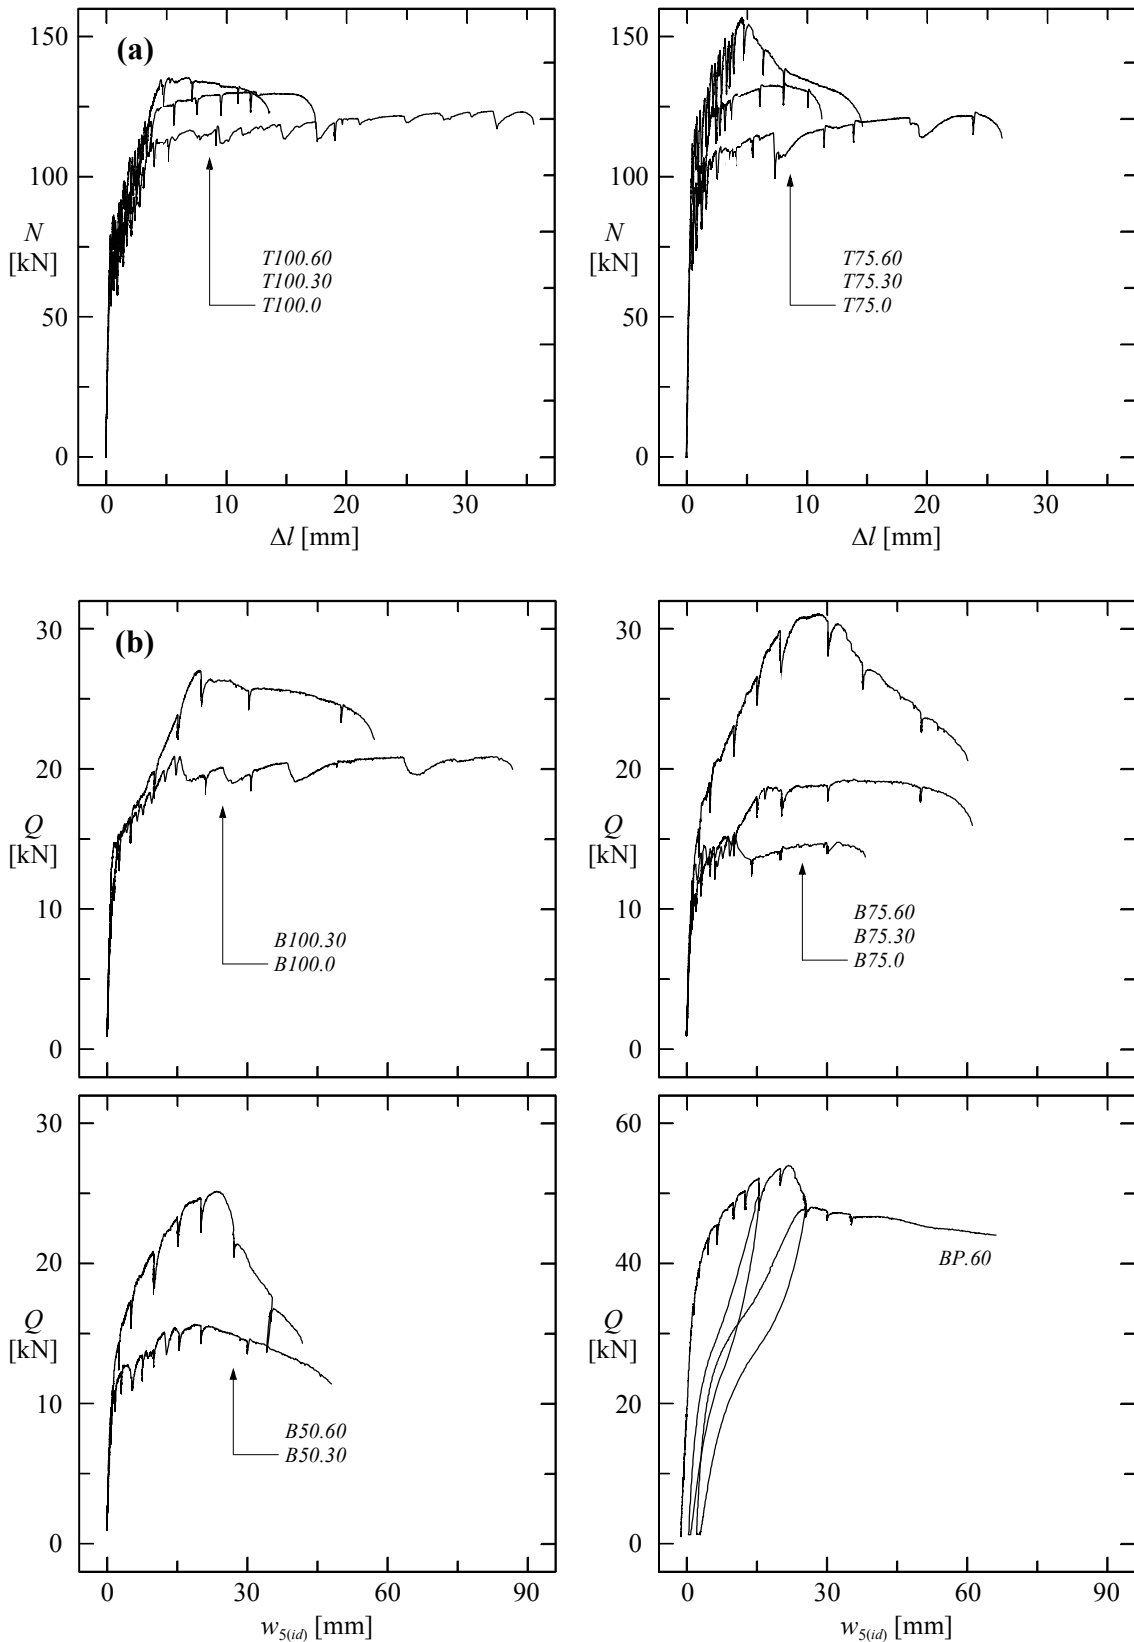 (a)
150
100
N
[kN]
50
0
T100.60
T100.30
T100.0
0 10 20 30
Δl [mm]
150
100
N
[kN]
50
0
T75.60
T75.30
T75.0
0 10 20 30
Δl [mm]
(b)
30
20
Q
[kN]
10
0
B100.30
B100.0
30
20
Q
[kN]
10
0
B75.60
B75.30
B75.0
30
20
Q
[kN]
10
0
B50.60
B50.30
0 30 60 90
w5(id) [mm]
60
40
Q
[kN]
20
0
BP.60
0 30 60 90
w5(id) [mm]